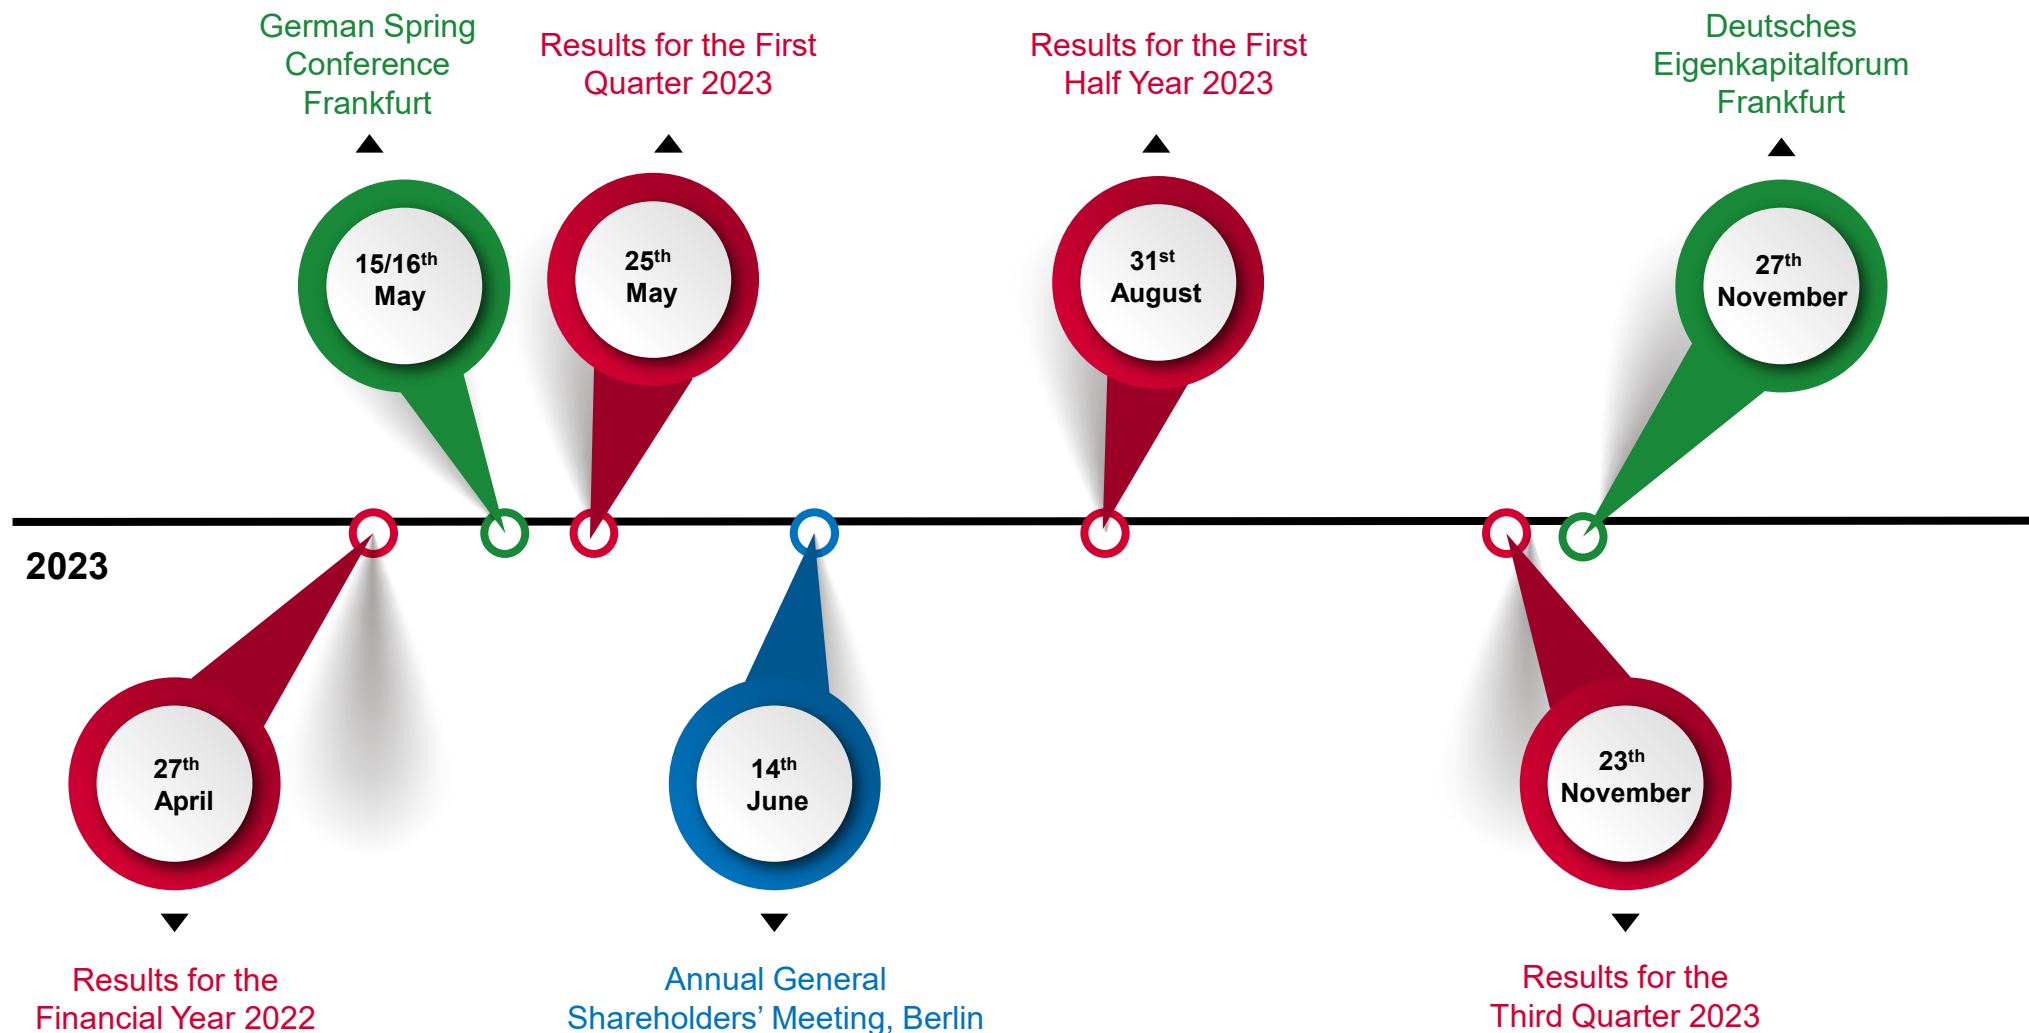 German Spring
Conference
Frankfurt
Results for the First
Quarter 2023
Results for the First
Half Year 2023
Deutsches
Eigenkapitalforum
Frankfurt
15/16th
May
25th
May
31st
August
27th
November
2023
27th
April
14th
June
23th
November
Results for the
Financial Year 2022
Annual General
Shareholders’ Meeting, Berlin
Results for the
Third Quarter 2023